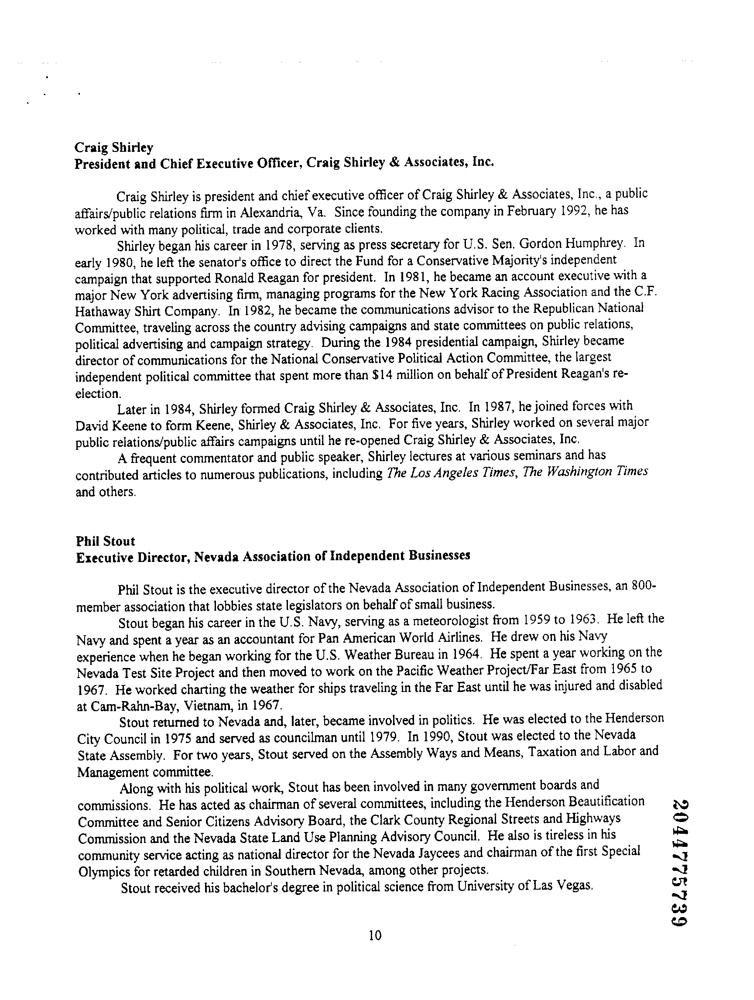 Craig Shirley
President and Chief Executive Officer, Craig Shirley & Associates, Inc.
Craig Shirley is president and chief executive officer of Craig Shirley & Associates, Inc., a public
affairs/public relations firm in Alexandria, Va. Since founding the company in February 1992, he has
worked with many political, trade and corporate clients.
Shirley began his career in 1978, serving as press secretary for U.S. Sen. Gordon Humphrey. In
early 1980, he left the senator's office to direct the Fund for a Conservative Majority's independent
campaign that supported Ronald Reagan for president. In 1981, he became an account executive with a
major New York advertising firm, managing programs for the New York Racing Association and the C.F.
Hathaway Shirt Company. In 1982, he became the communications advisor to the Republican National
Committee, traveling across the country advising campaigns and state committees on public relations,
political advertising and campaign strategy. During the 1984 presidential campaign, Shirley became
director of communications for the National Conservative Political Action Committee, the largest
independent political committee that spent more than $14 million on behalf of President Reagan's re-
election.
Later in 1984, Shirley formed Craig Shirley & Associates, Inc. In 1987, he joined forces with
David Keene to form Keene, Shirley & Associates, Inc. For five years, Shirley worked on several major
public relations/public affairs campaigns until he re-opened Craig Shirley & Associates, Inc.
A frequent commentator and public speaker, Shirley lectures at various seminars and has
contributed articles to numerous publications, including The Los Angeles Times, The Washington Times
and others.
Phil Stout
Executive Director, Nevada Association of Independent Businesses
Phil Stout is the executive director of the Nevada Association of Independent Businesses, an 800-
member association that lobbies state legislators on behalf of small business.
Stout began his career in the U.S. Navy, serving as a meteorologist from 1959 to 1963. He left the
Navy and spent a year as an accountant for Pan American World Airlines. He drew on his Navy
experience when he began working for the U.S. Weather Bureau in 1964. He spent a year working on the
Nevada Test Site Project and then moved to work on the Pacific Weather Project/Far East from 1965 to
1967. He worked charting the weather for ships traveling in the Far East until he was injured and disabled
at Cam-Rahn-Bay, Vietnam, in 1967.
Stout returned to Nevada and, later, became involved in politics. He was elected to the Henderson
City Council in 1975 and served as councilman until 1979. In 1990, Stout was elected to the Nevada
State Assembly. For two years, Stout served on the Assembly Ways and Means, Taxation and Labor and
Management committee.
Along with his political work, Stout has been involved in many government boards and
commissions. He has acted as chairman of several committees, including the Henderson Beautification
Committee and Senior Citizens Advisory Board, the Clark County Regional Streets and Highways
Commission and the Nevada State Land Use Planning Advisory Council. He also is tireless in his
community service acting as national director for the Nevada Jaycees and chairman of the first Special
Olympics for retarded children in Southern Nevada, among other projects.
Stout received his bachelor's degree in political science from University of Las Vegas.
10
2044775739